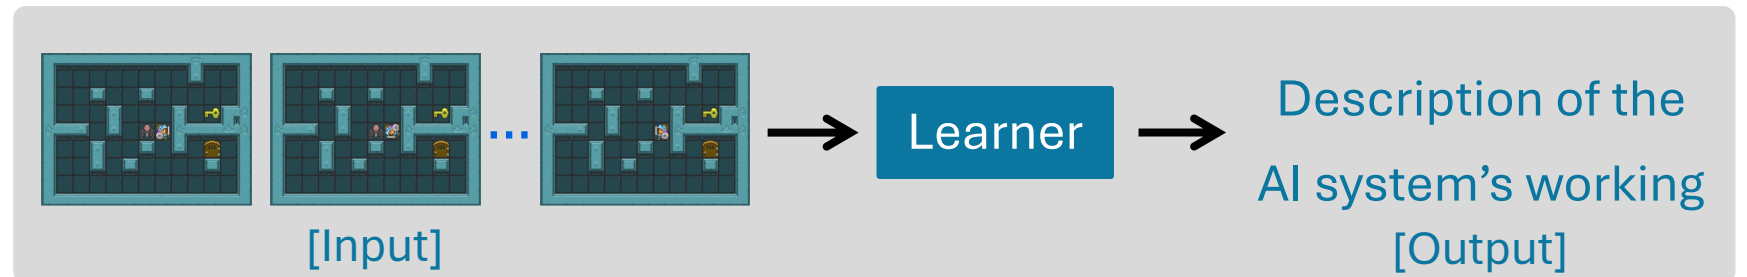 Learner
Description of the
AI system's working
[Input]
[Output]